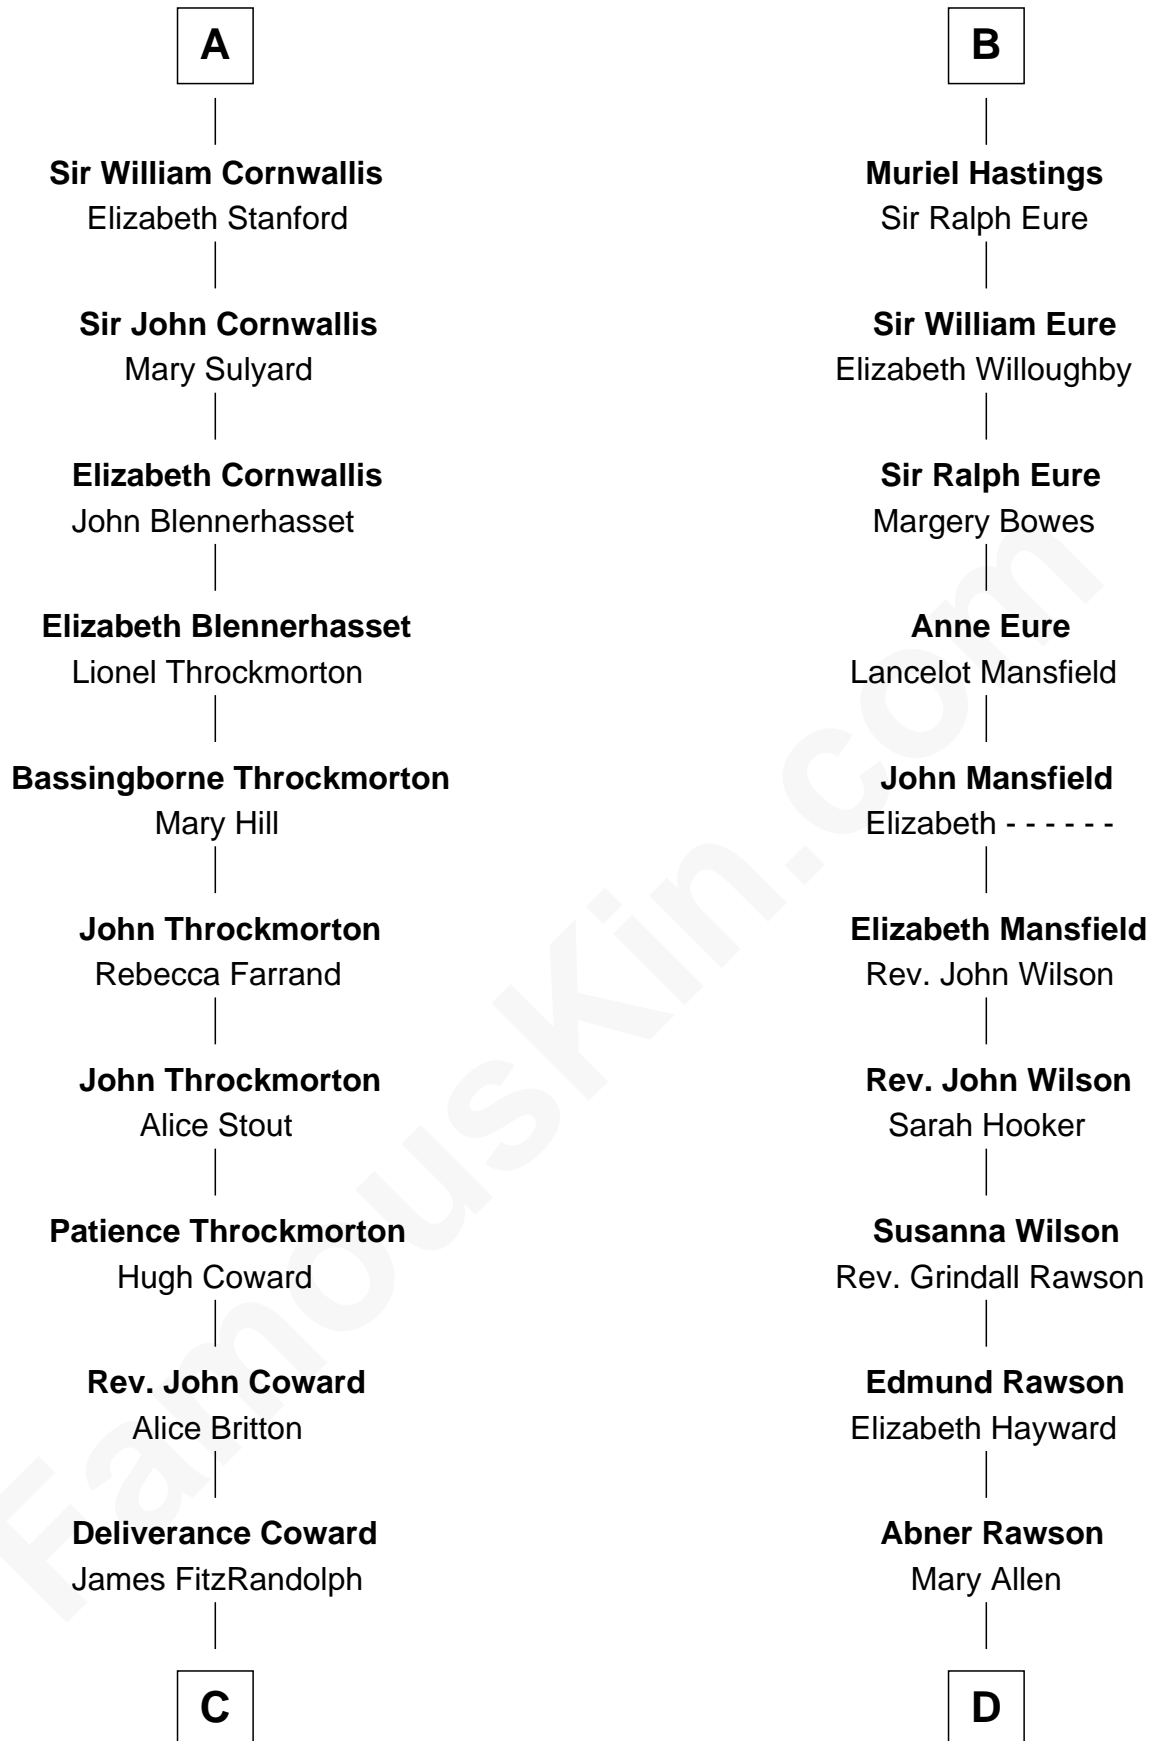 A
Sir William Cornwallis
Elizabeth Stanford
Sir John Cornwallis
Mary Sulyard
Elizabeth Cornwallis
John Blennerhasset
Elizabeth Blennerhasset
Lionel Throckmorton
Bassingborne Throckmorton
Mary Hill
John Throckmorton
Rebecca Farrand
John Throckmorton
Alice Stout
Patience Throckmorton
Hugh Coward
Rev. John Coward
Alice Britton
Deliverance Coward
James FitzRandolph
C
B
Muriel Hastings
Sir Ralph Eure
Sir William Eure
Elizabeth Willoughby
Sir Ralph Eure
Margery Bowes
Anne Eure
Lancelot Mansfield
John Mansfield
Elizabeth - - - - - -
Elizabeth Mansfield
Rev. John Wilson
Rev. John Wilson
Sarah Hooker
Susanna Wilson
Rev. Grindall Rawson
Edmund Rawson
Elizabeth Hayward
Abner Rawson
Mary Allen
D
FamousKin.com